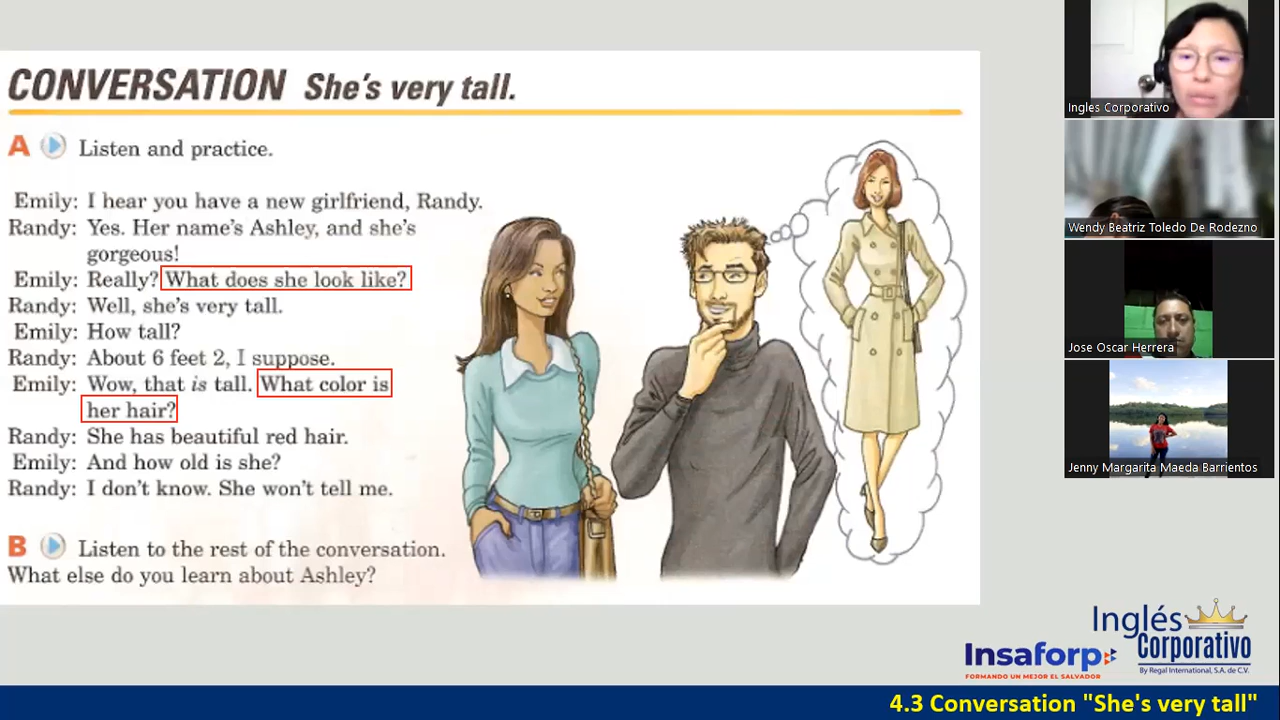 CONVERSATION She's very tall.
A Listen and practice.
Emily: I hear you have a new girlfriend, Randy.
Randy: Yes. Her name's Ashley, and she's
gorgeous!
Emily: Really? What does she look like?
Randy: Well, she's very tall.
Emily: How tall?
Randy: About 6 feet 2, I suppose.
Emily: Wow, that is tall. What color is
her hair?
Randy: She has beautiful red hair.
Emily: And how old is she?
Randy: I don't know. She won't tell me.
B Listen to the rest of the conversation.
What else do you learn about Ashley?
Ingles Corporativo
Wendy Beatriz Toledo De Rodezno
Jose Oscar Herrera
Jenny Margarita Maeda Barrientos
Insaforp
FORMANDO UN MEJOR EL SALVADOR
Inglés
Corporativo
By Regal International, S.A. de C.V.
4.3 Conversation "She's very tall"